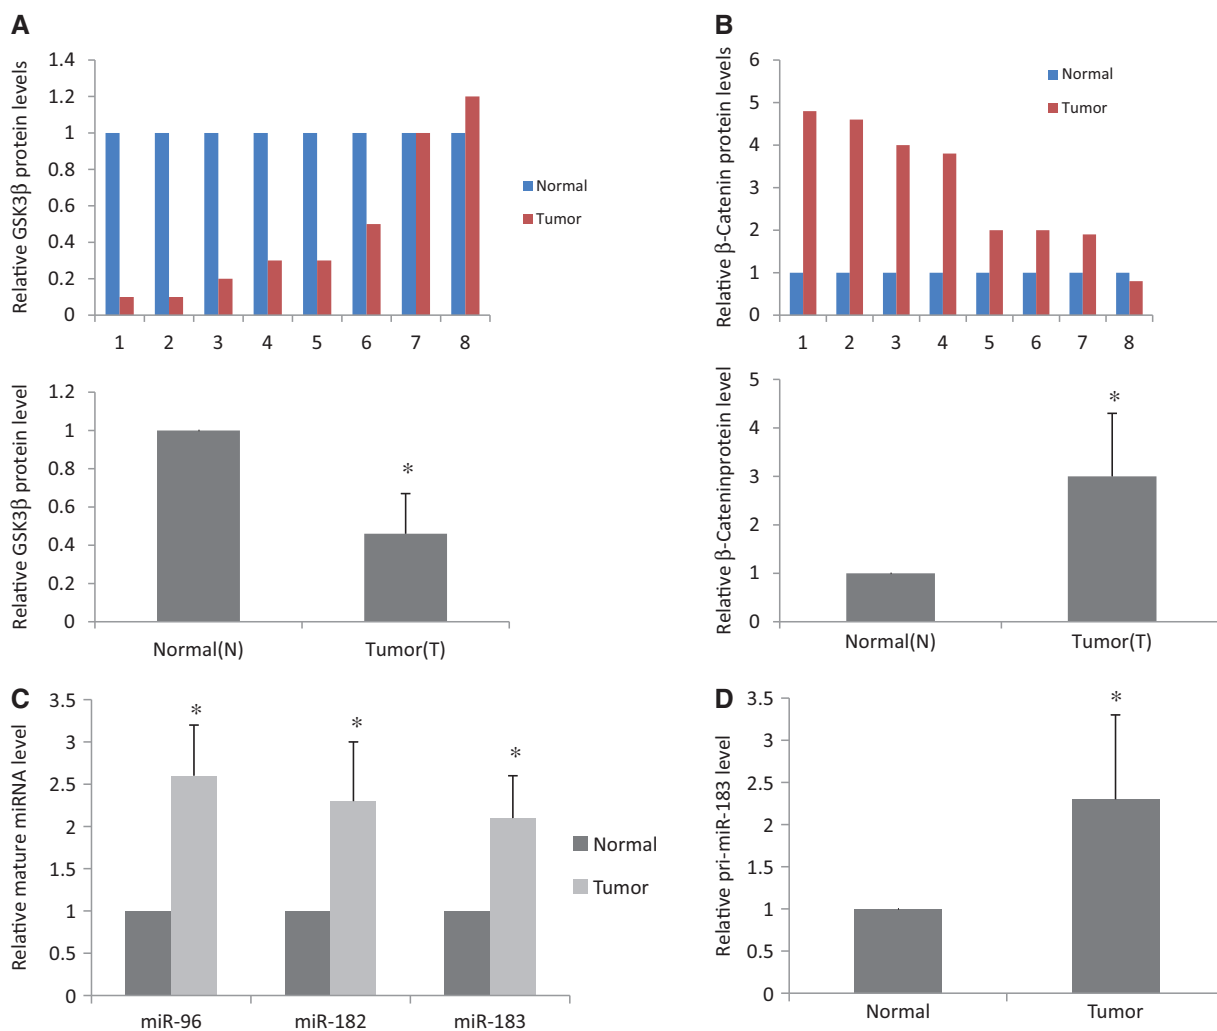 A
Relative GSK3β protein levels
1.4
1.2
1
0.8
0.6
0.4
0.2
0
1 2 3 4 5 6 7 8
Normal
Tumor
Relative GSK3β protein level
1.2
1
0.8
0.6
0.4
0.2
0
*
Normal(N) Tumor(T)
B
Relative β-Catenin protein levels
6
5
4
3
2
1
0
1 2 3 4 5 6 7 8
Normal
Tumor
Relative β-Cateninprotein level
5
4
3
2
1
0
*
Normal(N) Tumor(T)
C
Relative mature miRNA level
3.5
3
2.5
2
1.5
1
0.5
0
* * *
miR-96 miR-182 miR-183
Normal
Tumor
D
Relative pri-miR-183 level
3.5
3
2.5
2
1.5
1
0.5
0
*
Normal Tumor